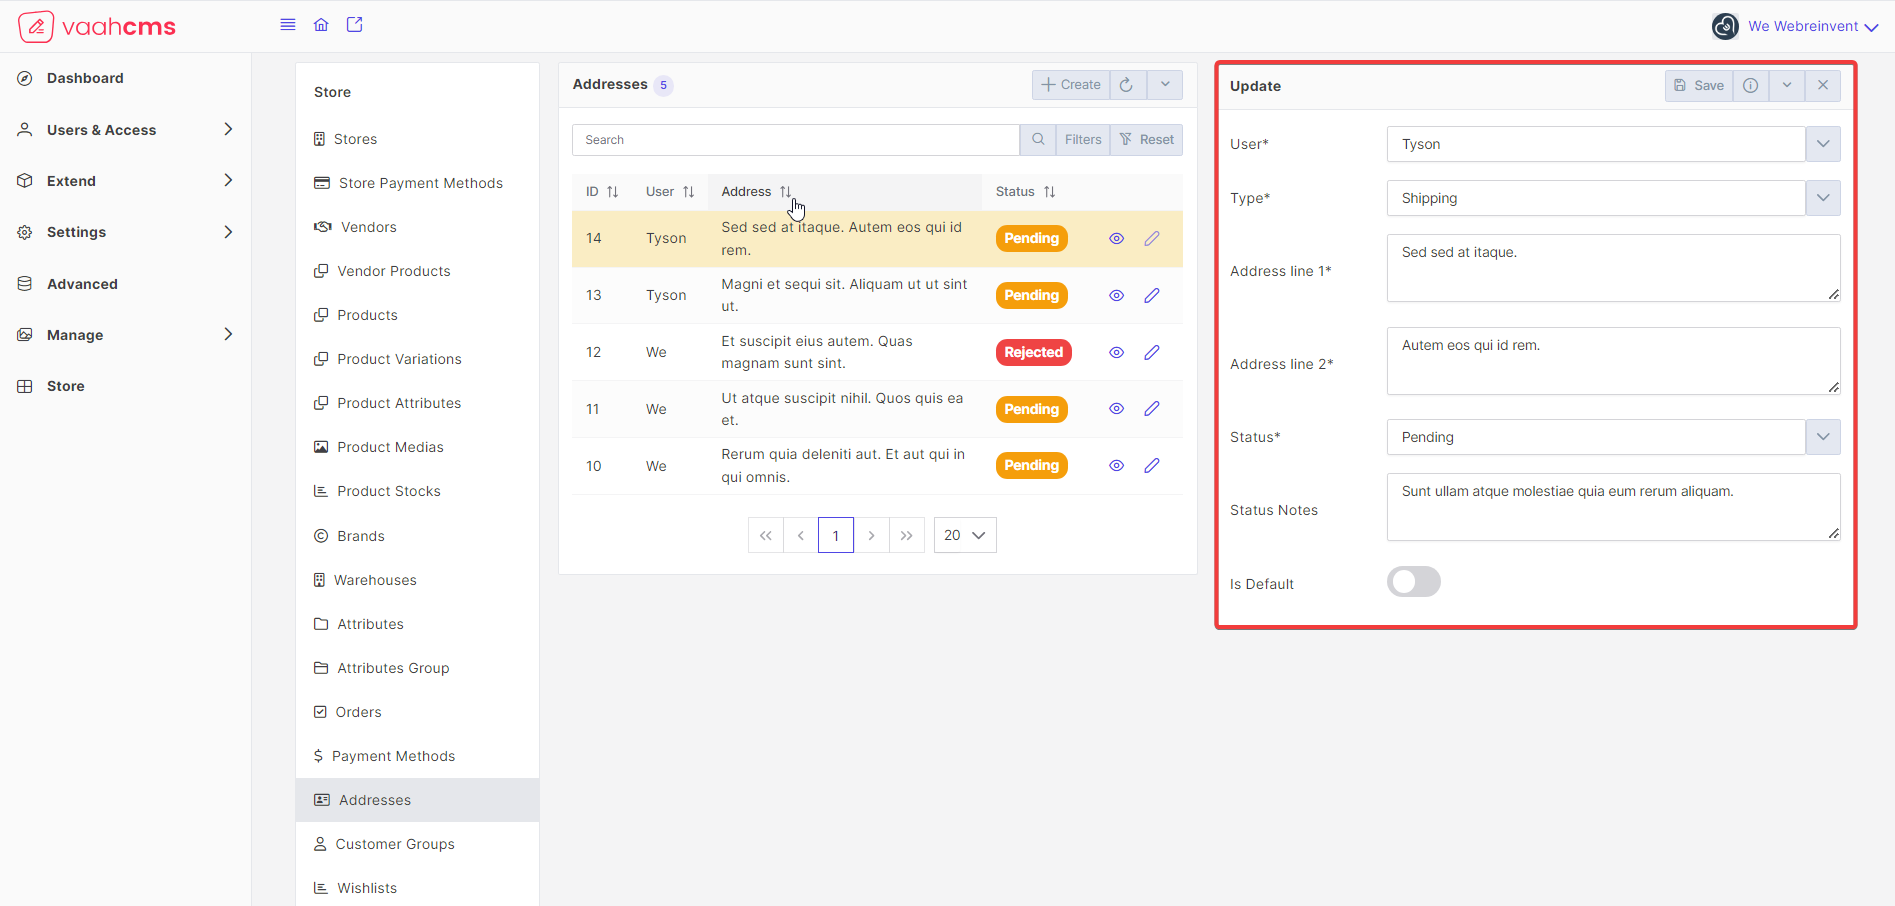 vaahcms
We Webreinvent
Dashboard
Users & Access
Extend
Settings
Advanced
Manage
Store
Store
Stores
Store Payment Methods
Vendors
Vendor Products
Products
Product Variations
Product Attributes
Product Medias
Product Stocks
Brands
Warehouses
Attributes
Attributes Group
Orders
Payment Methods
Addresses
Customer Groups
Wishlists
Addresses 5
Create
Search
Filters
Reset
ID User Address Status
14 Tyson Sed sed at itaque. Autem eos qui id Pending
rem.
13 Tyson Magni et sequi sit. Aliquam ut ut sint Pending
ut.
12 We Et suscipit eius autem. Quas Rejected
magnam sunt sint.
11 We Ut atque suscipit nihil. Quos quis ea Pending
et.
10 We Rerum quia deleniti aut. Et aut qui in Pending
qui omnis.
1 20
Update
Save
User* Tyson
Type* Shipping
Address line 1* Sed sed at itaque.
Address line 2* Autem eos qui id rem.
Status* Pending
Status Notes Sunt ullam atque molestiae quia eum rerum aliquam.
Is Default